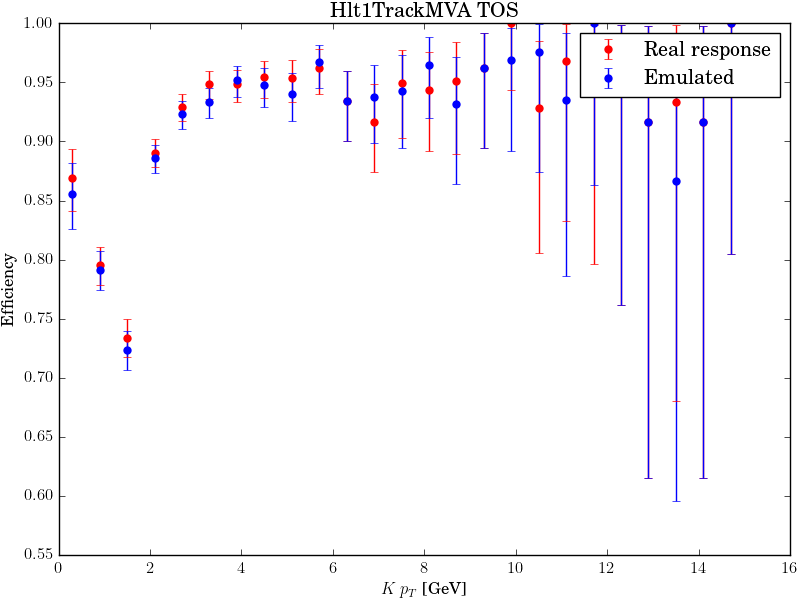 Hlt1TrackMVA TOS
1.00
0.95
0.90
0.85
0.80
0.75
0.70
0.65
0.60
0.55
Efficiency
Real response
Emulated
0 2 4 6 8 10 12 14 16
K p_T [GeV]